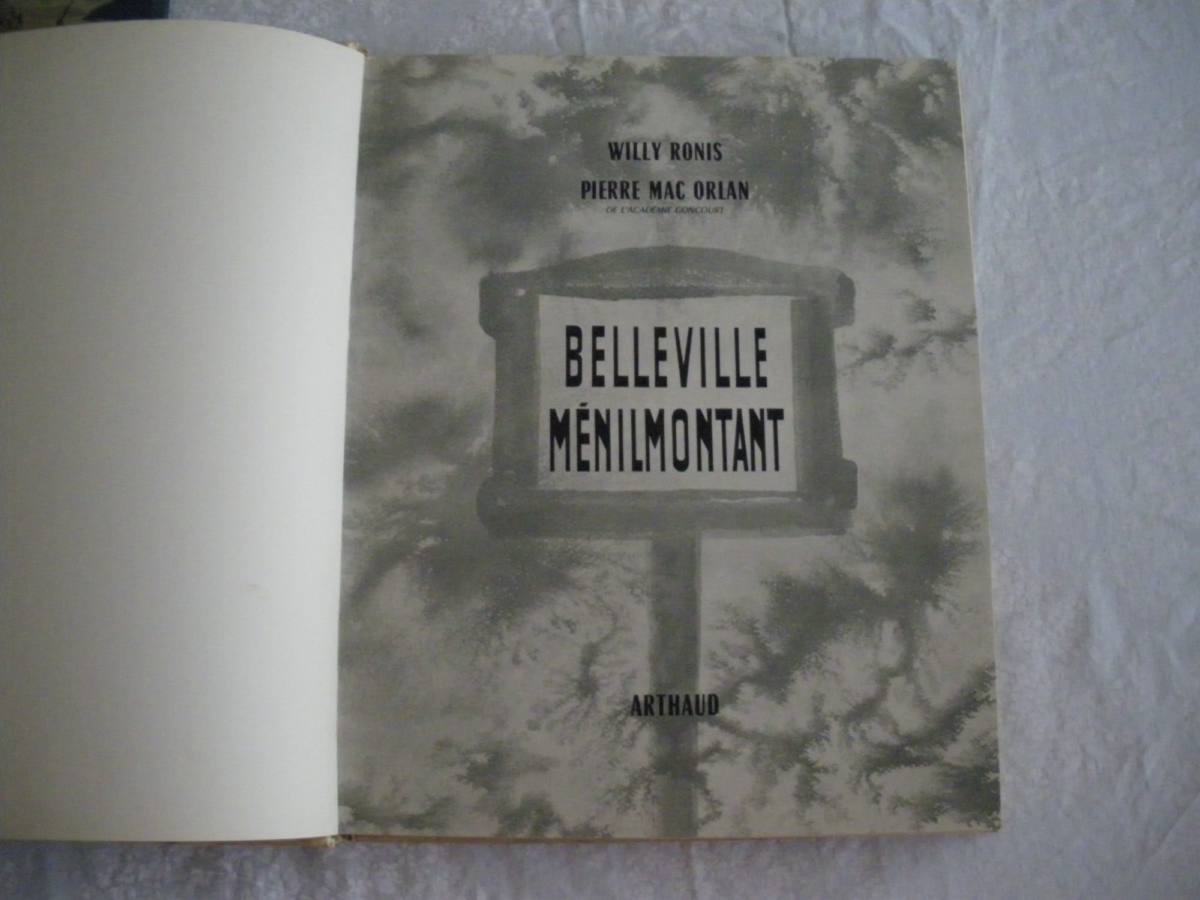 WILLY RONIS
PIERRE MAC ORLAN
DE L'ACADÉMIE GONCOURT
BELLEVILLE
MÉNILMONTANT
ARTHAUD